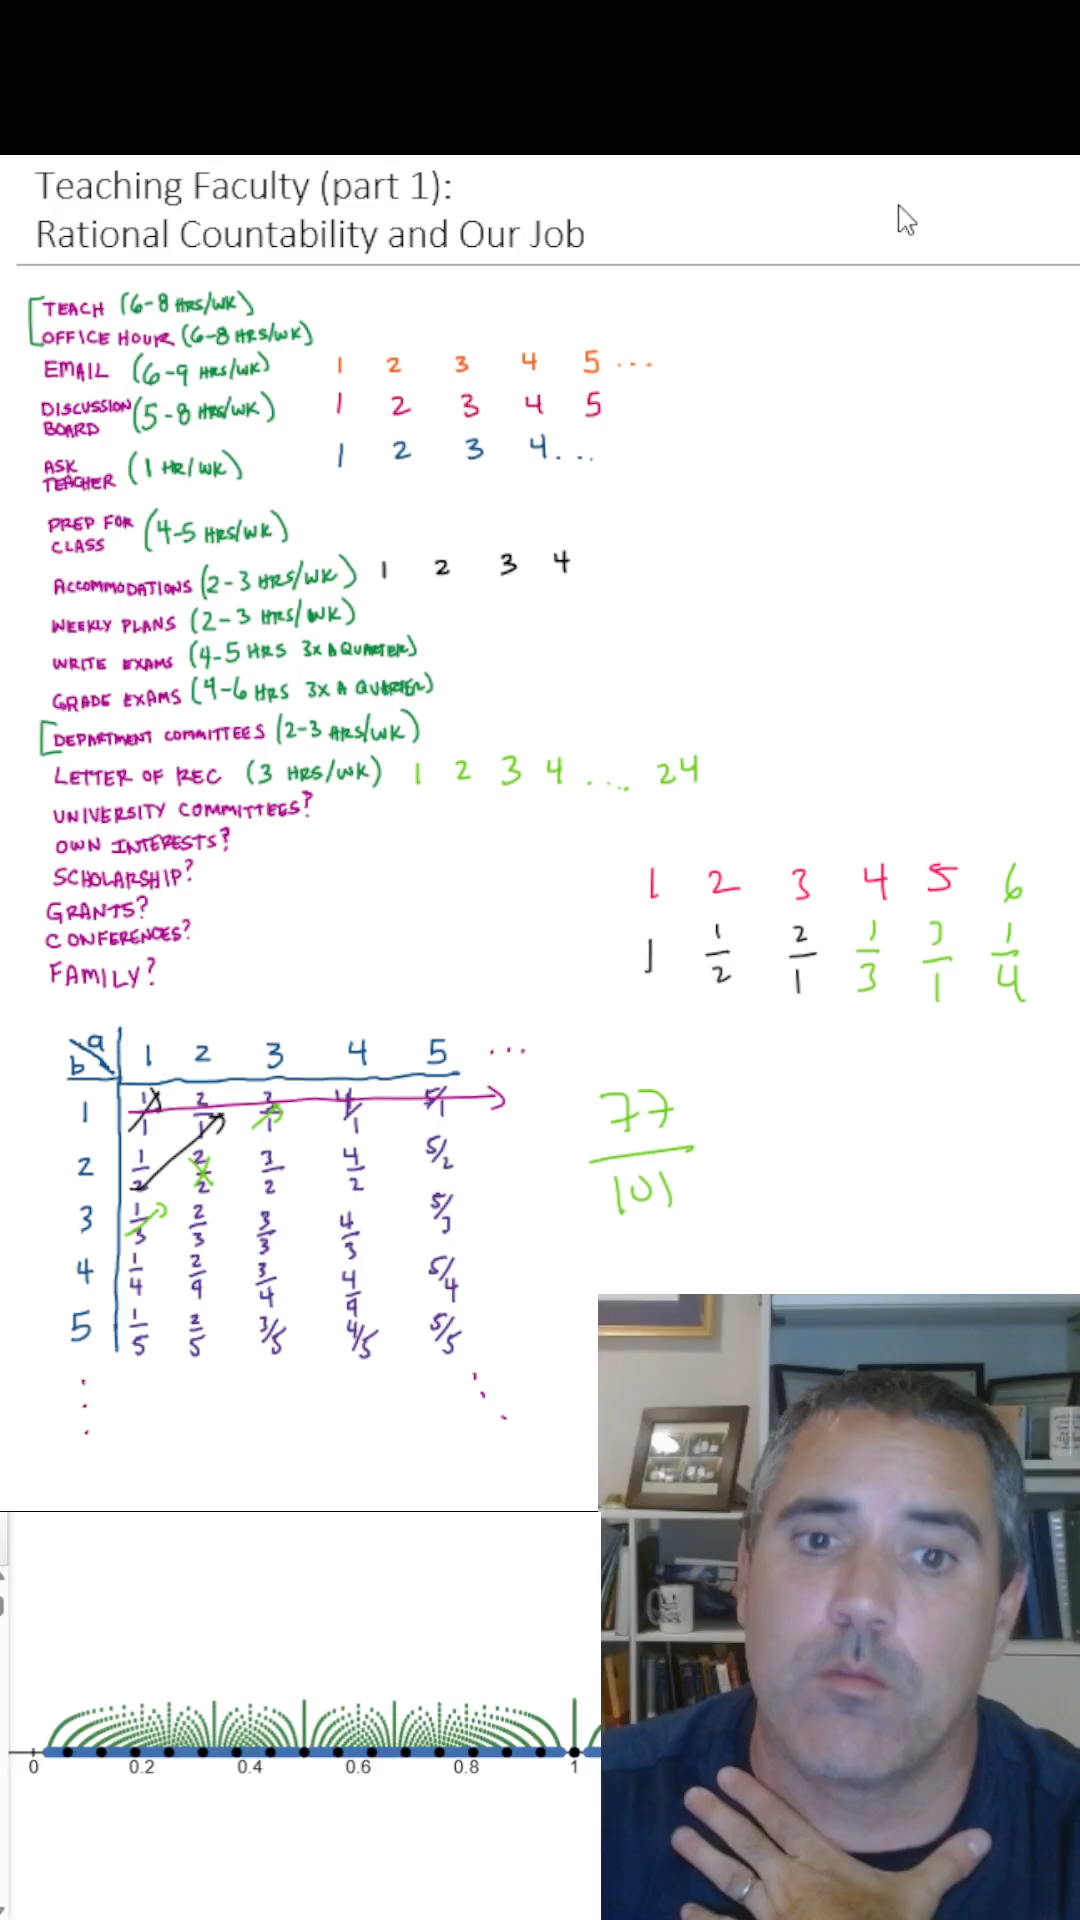 Teaching Faculty (part 1):
Rational Countability and Our Job
TEACH (6-8 HRS/WK)
OFFICE HOUR (6-8 HRS/WK)
EMAIL (6-9 HRS/WK) 1 2 3 4 5 ...
DISCUSSION BOARD (5-8 HRS/WK) 1 2 3 4 5
ASK TEACHER (1 HR/WK) 1 2 3 4...
PREP FOR CLASS (4-5 HRS/WK)
ACCOMMODATIONS (2-3 HRS/WK) 1 2 3 4
WEEKLY PLANS (2-3 HRS/WK)
WRITE EXAMS (4-5 HRS 3X A QUARTER)
GRADE EXAMS (4-6 HRS 3X A QUARTER)
DEPARTMENT COMMITTEES (2-3 HRS/WK)
LETTER OF REC (3 HRS/WK) 1 2 3 4 .... 24
UNIVERSITY COMMITTEES?
OWN INTERESTS?
SCHOLARSHIP?
GRANTS?
CONFERENCES?
FAMILY?
1 2 3 4 5 6
1 1/2 2/1 1/3 3/1 1/4
b\a 1 2 3 4 5 ...
1 1/1 2/1 3/1 4/1 5/1
2 1/2 2/2 3/2 4/2 5/2
3 1/3 2/3 3/3 4/3 5/3
4 1/4 2/4 3/4 4/4 5/4
5 1/5 2/5 3/5 4/5 5/5
77/101
0 0.2 0.4 0.6 0.8 1